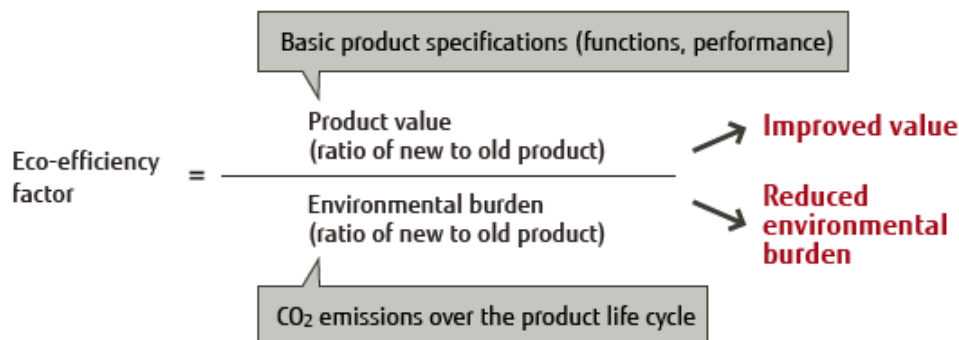 Basic product specifications (functions, performance)
Product value
(ratio of new to old product)
Improved value
Eco-efficiency
factor
=
Environmental burden
(ratio of new to old product)
Reduced
environmental
burden
CO₂ emissions over the product life cycle